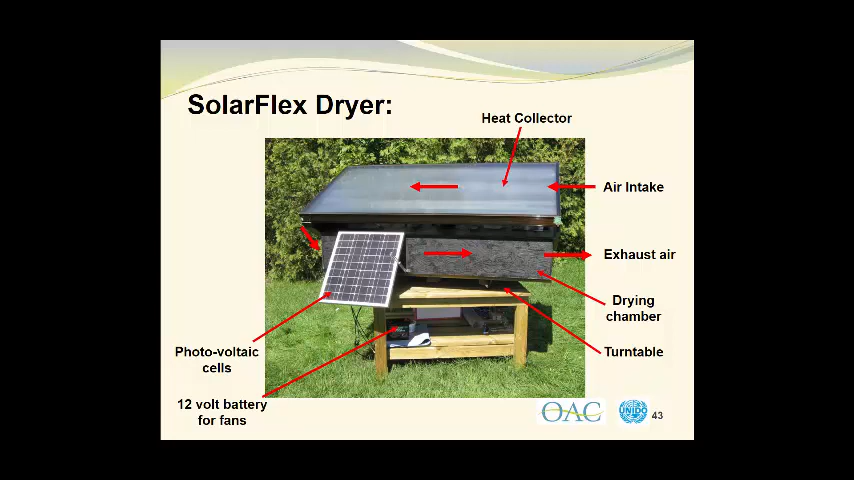 SolarFlex Dryer:
Heat Collector
Air Intake
Exhaust air
Drying
chamber
Turntable
Photo-voltaic
cells
12 volt battery
for fans
OAC
UNIDO
43